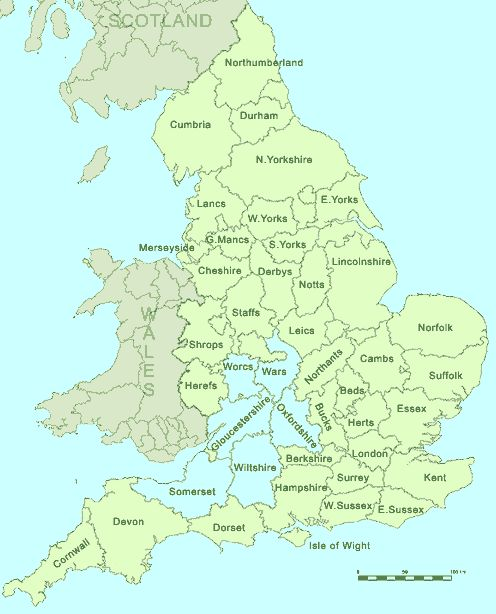 SCOTLAND
Northumberland
Durham
Cumbria
N.Yorkshire
Lancs
E.Yorks
W.Yorks
G.Mancs
S.Yorks
Merseyside
Lincolnshire
Cheshire
Derbys
Notts
WALES
Staffs
Norfolk
Leics
Shrops
Northants
Cambs
Worcs
Wars
Suffolk
Herefs
Beds
Essex
Gloucestershire
Oxfordshire
Bucks
Herts
London
Berkshire
Wiltshire
Kent
Surrey
Hampshire
Somerset
W.Sussex
E.Sussex
Devon
Dorset
Isle of Wight
Cornwall
0
50